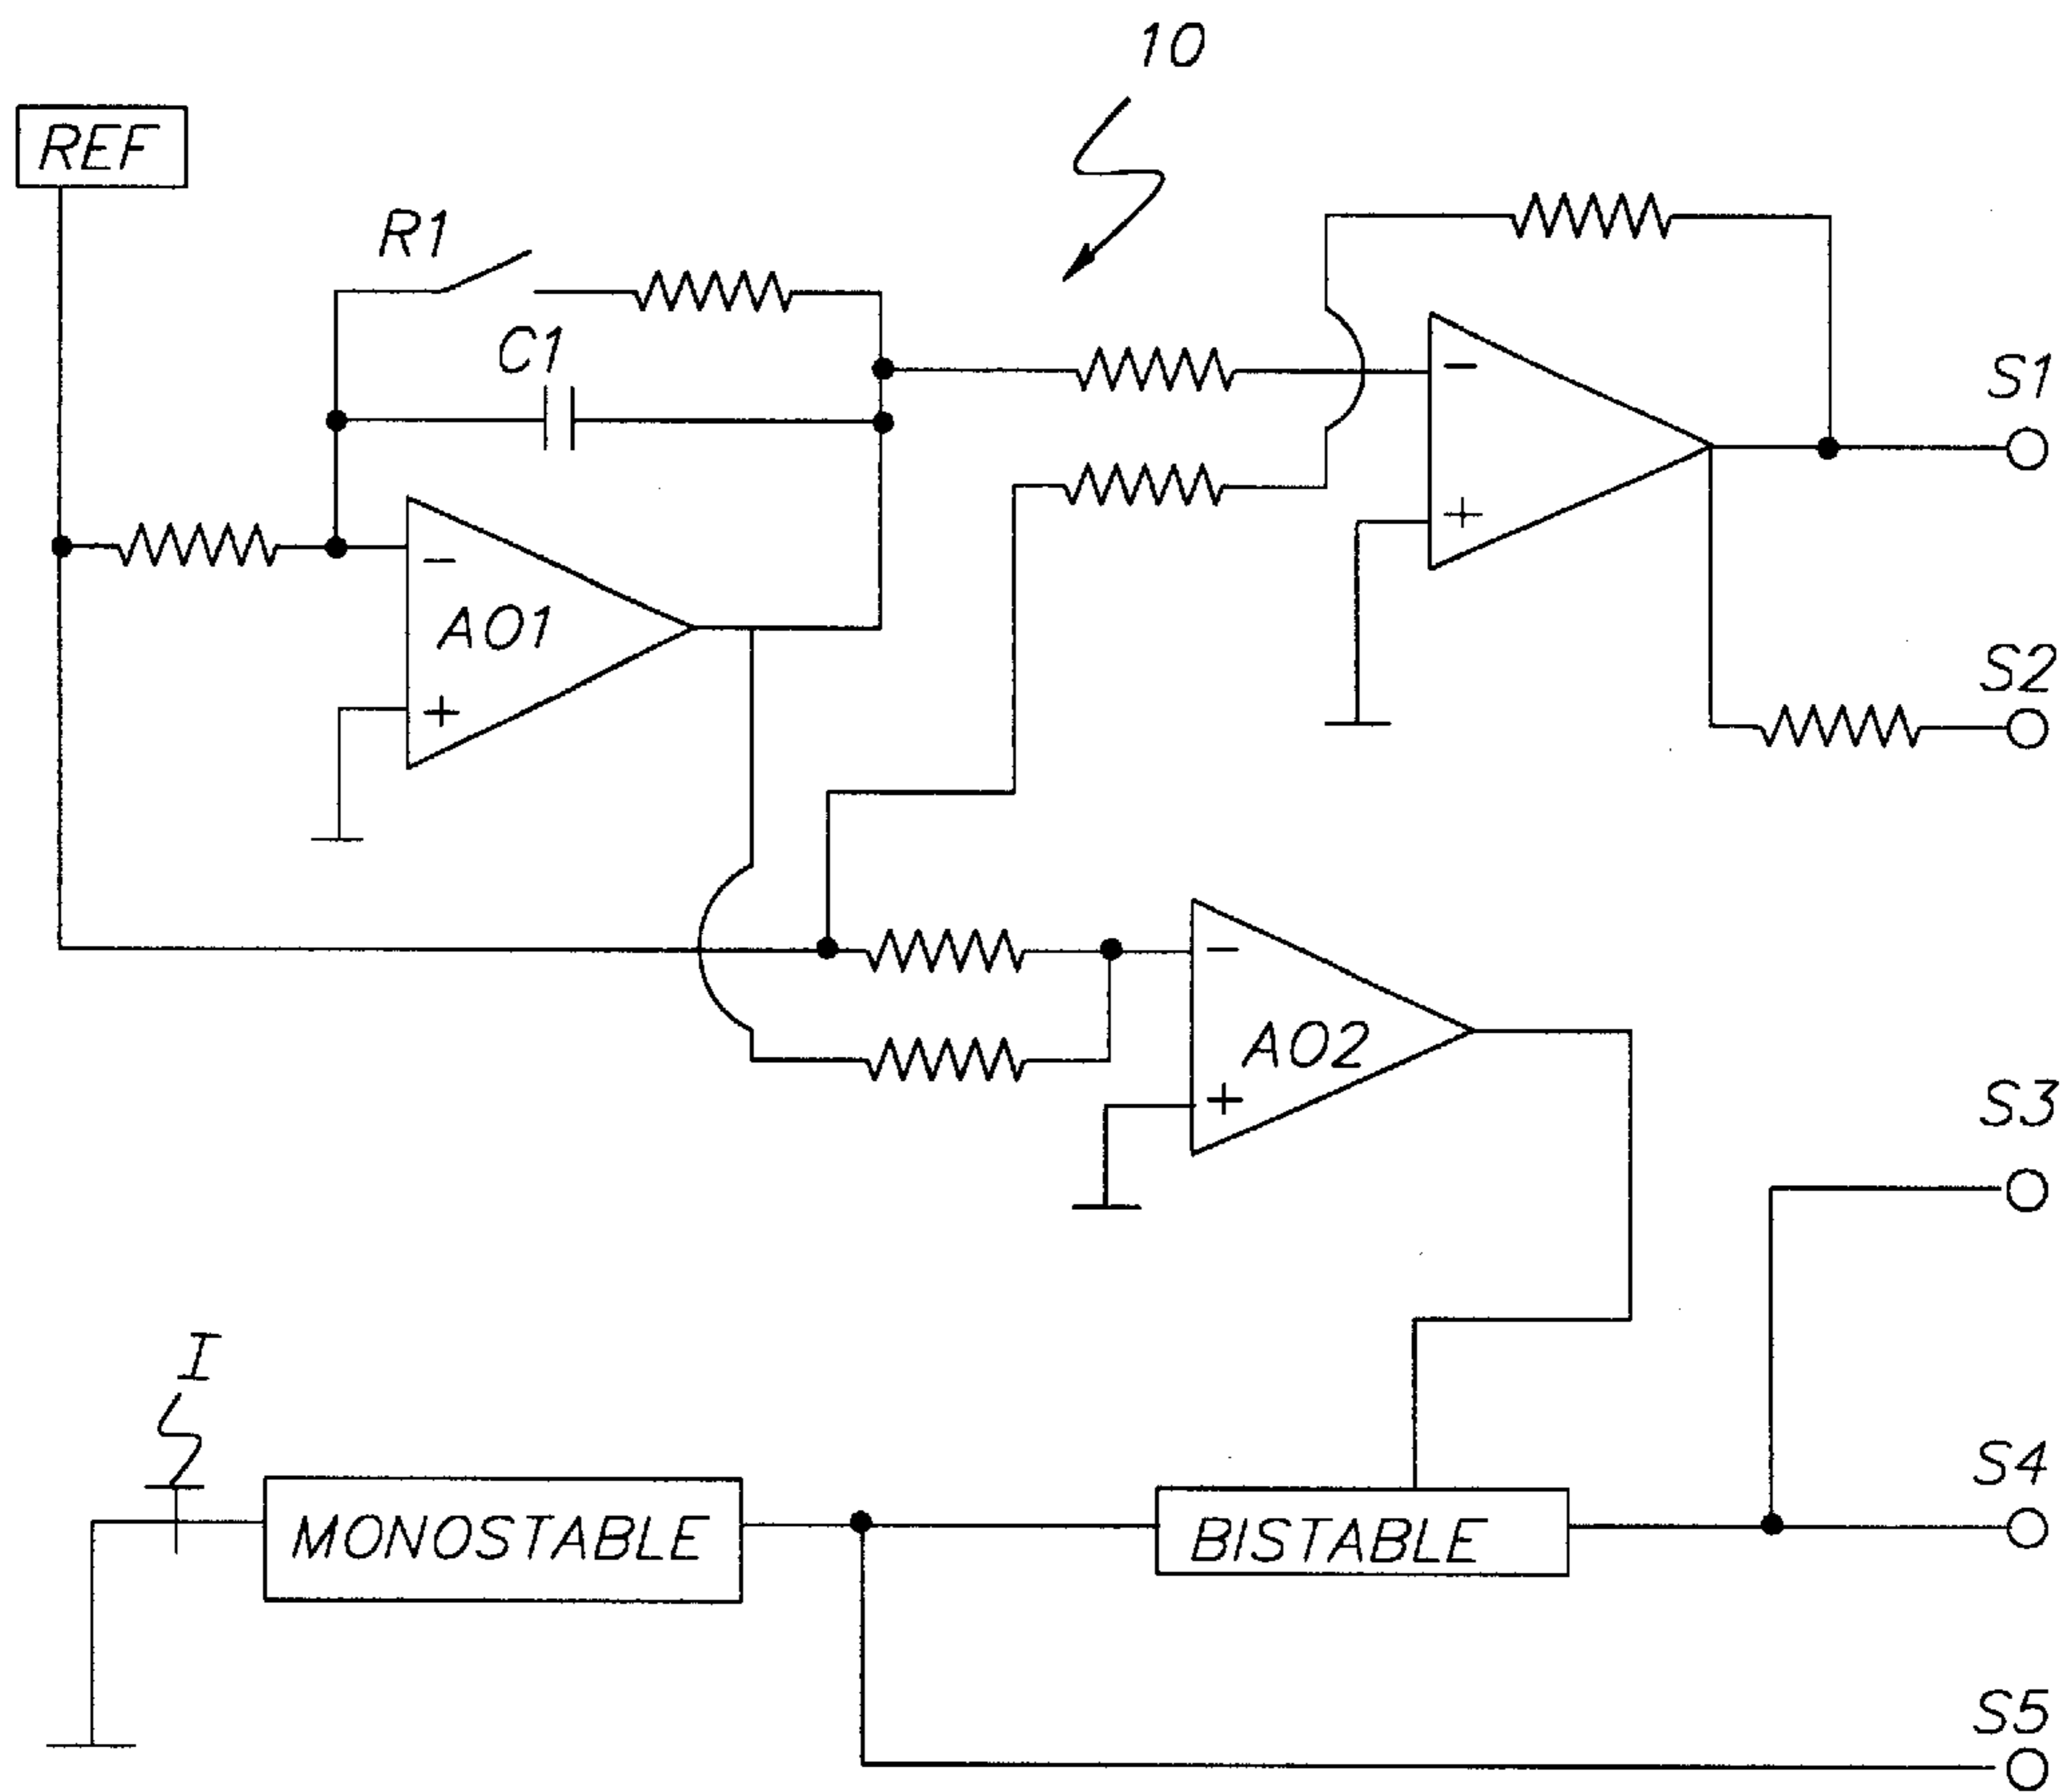 10
REF
R1
C1
-
S1
-
+
AO1
+
S2
-
AO2
+
S3
I
S4
MONOSTABLE
BISTABLE
S5